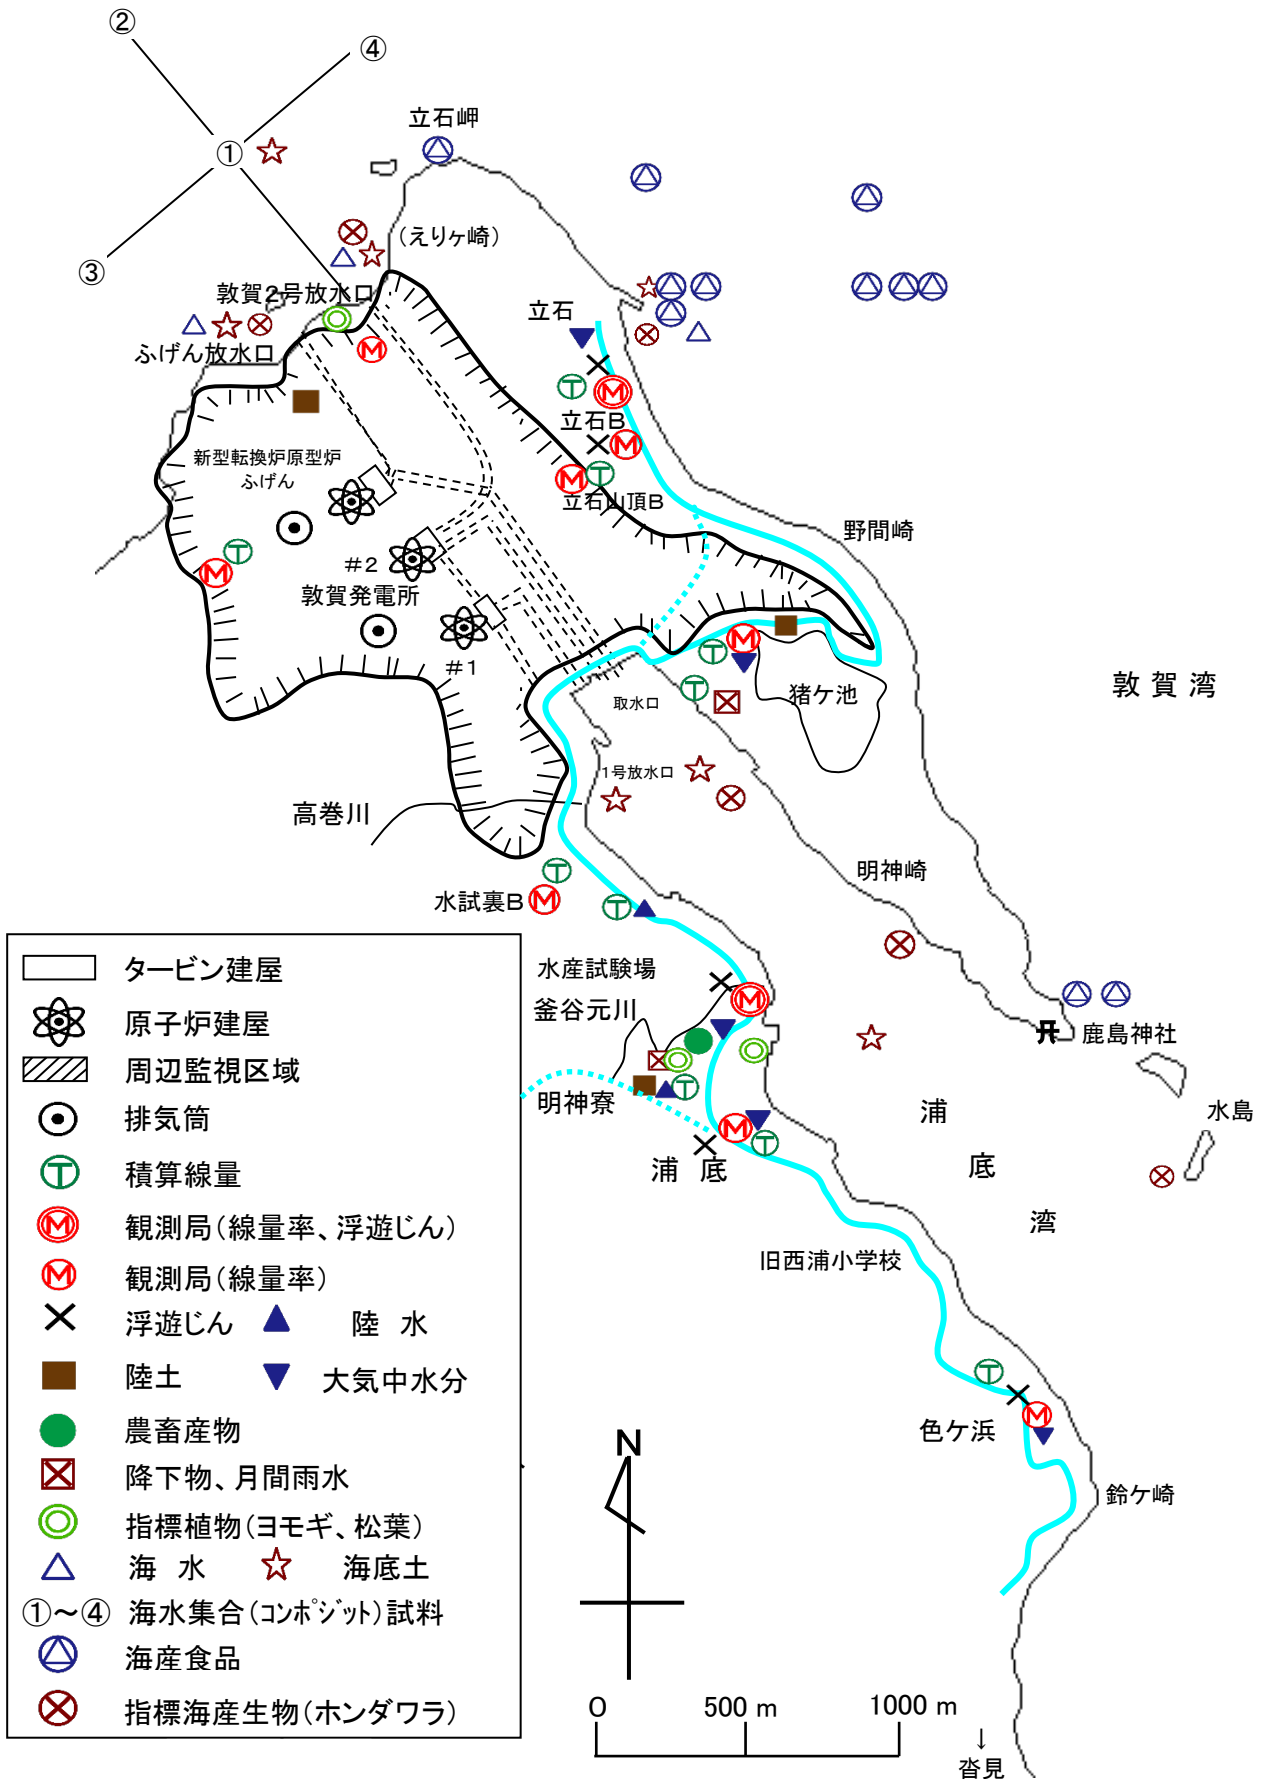 ②
④
立石岬
①
(えりヶ崎)
③
敦賀2号放水口
立石
ふげん放水口
立石B
新型転換炉原型炉
ふげん
立石山頂B
野間崎
#2
敦賀発電所
#1
猪ケ池
敦賀湾
取水口
1号放水口
高巻川
明神崎
水試裏B
水産試験場
釜谷元川
鹿島神社
明神寮
浦底湾
水島
浦 底
旧西浦小学校
色ケ浜
鈴ケ崎
タービン建屋
原子炉建屋
周辺監視区域
排気筒
T 積算線量
M 観測局(線量率、浮遊じん)
M 観測局(線量率)
浮遊じん 陸 水
陸土 大気中水分
農畜産物
降下物、月間雨水
指標植物(ヨモギ、松葉)
海 水 海底土
①~④ 海水集合(コンポジット)試料
海産食品
指標海産生物(ホンダワラ)
N
O 500 m 1000 m
↓
沓見